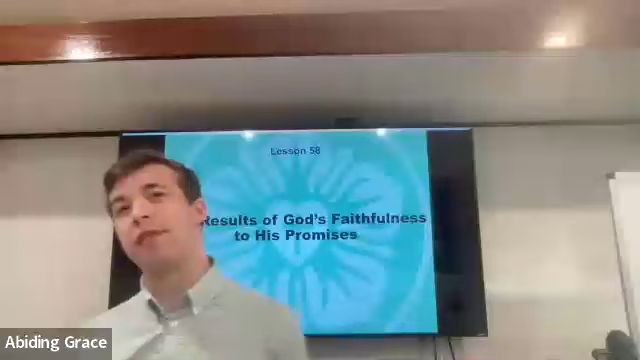 Lesson 58
Results of God's Faithfulness
to His Promises
Abiding Grace